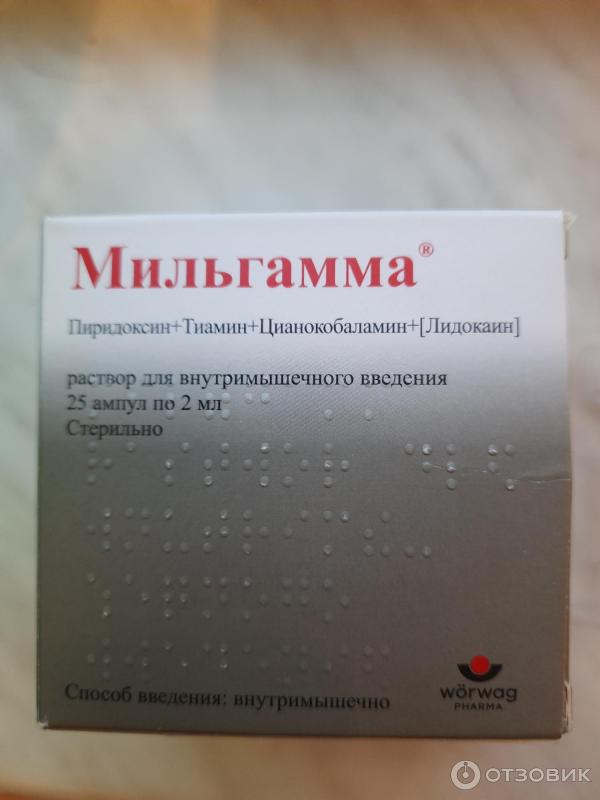 Мильгамма®
Пиридоксин+Тиамин+Цианокобаламин+[Лидокаин]
раствор для внутримышечного введения
25 ампул по 2 мл
Стерильно
Способ введения: внутримышечно
wörwag
PHARMA
ОТЗОВИК